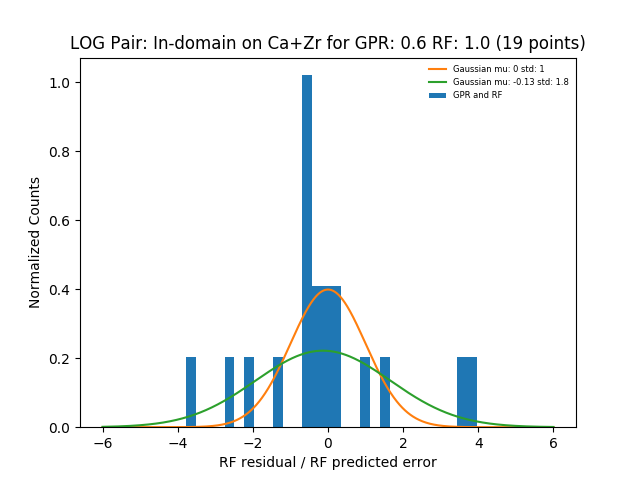 LOG Pair: In-domain on Ca+Zr for GPR: 0.6 RF: 1.0 (19 points)
Gaussian mu: 0 std: 1
Gaussian mu: -0.13 std: 1.8
GPR and RF
Normalized Counts
1.0
0.8
0.6
0.4
0.2
0.0
−6 −4 −2 0 2 4 6
RF residual / RF predicted error